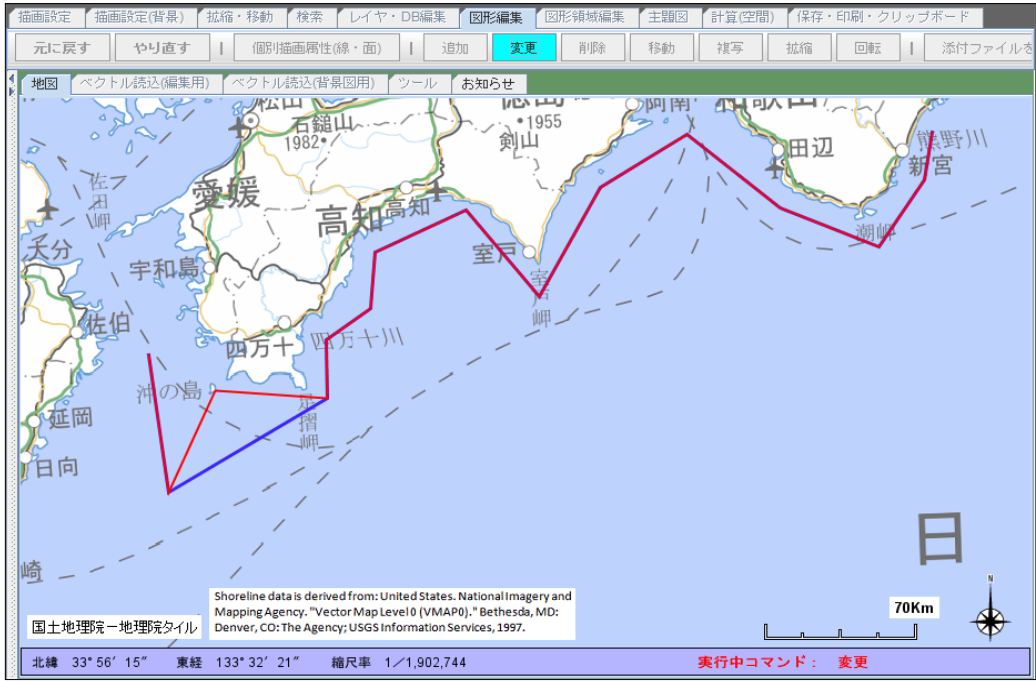 描画設定 描画設定(背景) 拡縮・移動 検索 レイヤ・DB編集 図形編集 図形領域編集 主題図 計算(空間) 保存・印刷・クリップボード
元に戻す やり直す | 個別描画属性(線・面) | 追加 変更 削除 移動 複写 拡縮 回転 | 添付ファイルを
地図 ベクトル読込(編集用) ベクトル読込(背景図用) ツール お知らせ
松山 徳島 阿南 和歌山
石鎚山
1982
1955
剣山
田辺
熊野川
新宮
佐田岬
愛媛
高知
高知
大分
宇和島
室戸
室戸岬
潮岬
佐伯
四万十
四万十川
沖の島
足摺岬
延岡
日向
日
崎
Shoreline data is derived from: United States. National Imagery and
Mapping Agency. "Vector Map Level 0 (VMAP0)." Bethesda, MD:
Denver, CO: The Agency; USGS Information Services, 1997.
国土地理院－地理院タイル
70Km
N
北緯 33°56′15″ 東経 133°32′21″ 縮尺率 1／1,902,744 実行中コマンド： 変更